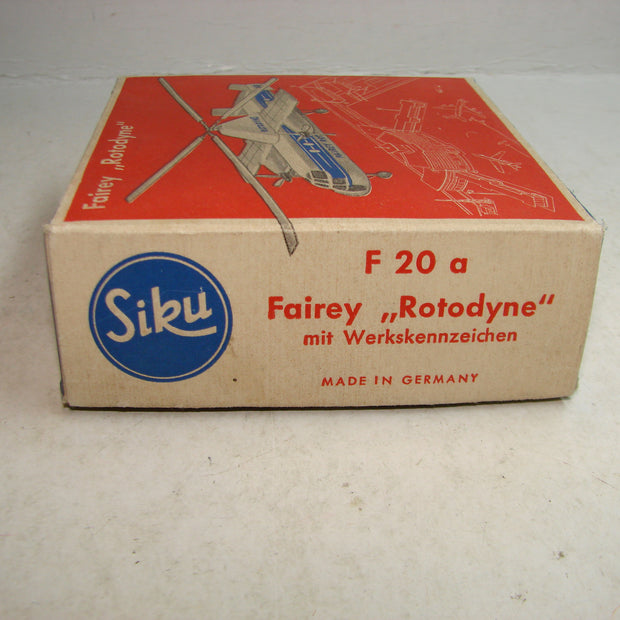 Fairey „Rotodyne“
Siku
F 20 a
Fairey „Rotodyne“
mit Werkskennzeichen
MADE IN GERMANY